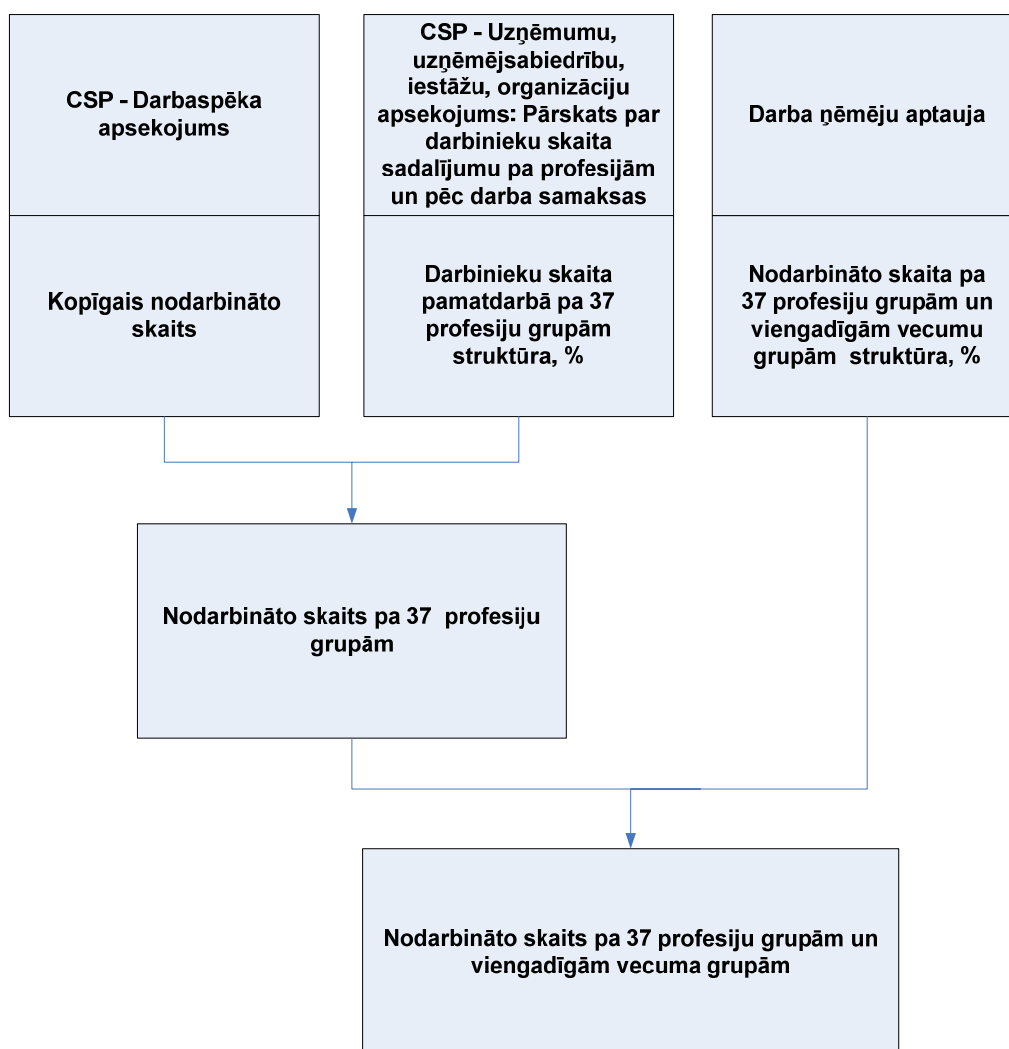 CSP - Darbaspēka
apsekojums
CSP - Uzņēmumu,
uzņēmējsabiedrību,
iestāžu, organizāciju
apsekojums: Pārskats par
darbinieku skaita
sadalījumu pa profesijām
un pēc darba samaksas
Darba ņēmēju aptauja
Kopīgais nodarbināto
skaits
Darbinieku skaita
pamatdarbā pa 37
profesiju grupām
struktūra, %
Nodarbināto skaita pa
37 profesiju grupām un
viengadīgām vecumu
grupām struktūra, %
Nodarbināto skaits pa 37 profesiju
grupām
Nodarbināto skaits pa 37 profesiju grupām un
viengadīgām vecuma grupām